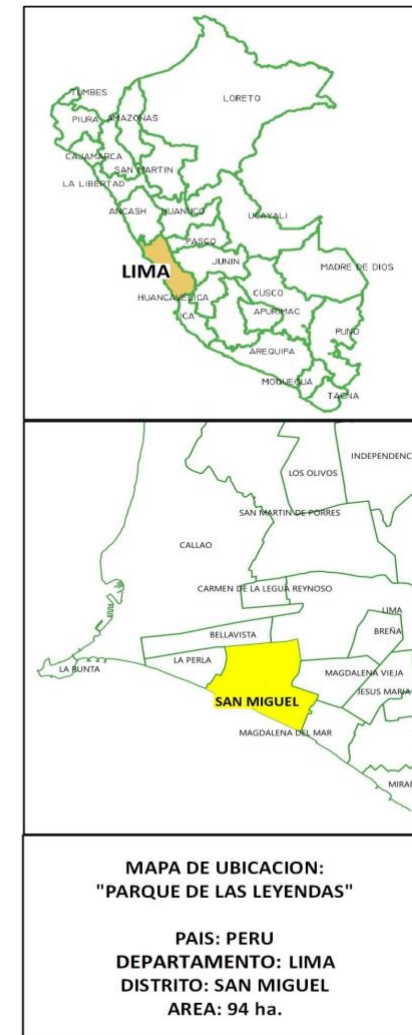 TUMBES
LORETO
PIURA
AMAZONAS
CAJAMARCA
SAN MARTIN
LA LIBERTAD
ANCASH
HUANUCO
UCAYALI
PASCO
LIMA
JUNIN
MADRE DE DIOS
HUANCAVELICA
CUSCO
ICA
APURIMAC
PUNO
AREQUIPA
MOQUEGUA
TACNA
INDEPENDENC
LOS OLIVOS
SAN MARTIN DE PORRES
CALLAO
CARMEN DE LA LEGUA REYNOSO
LIMA
BELLAVISTA
BREÑA
LA PERLA
LA PUNTA
MAGDALENA VIEJA
JESUS MARIA
SAN MIGUEL
MAGDALENA DEL MAR
MIRAF
MAPA DE UBICACION:
"PARQUE DE LAS LEYENDAS"
PAIS: PERU
DEPARTAMENTO: LIMA
DISTRITO: SAN MIGUEL
AREA: 94 ha.